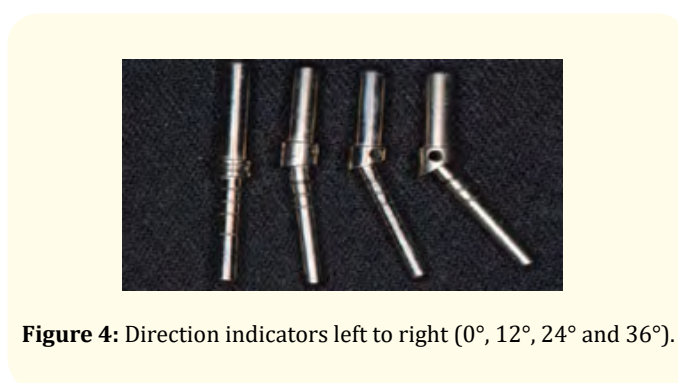 Figure 4: Direction indicators left to right (0°, 12°, 24° and 36°).